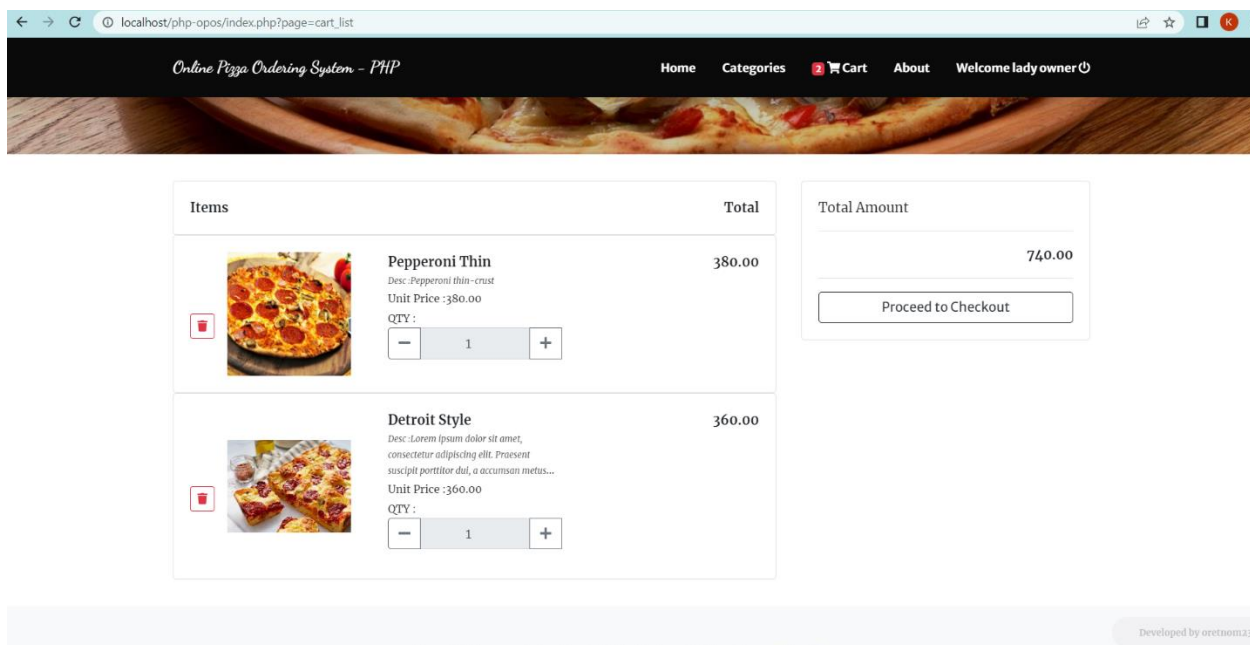 localhost/php-opos/index.php?page=cart_list
K
Online Pizza Ordering System - PHP
Home Categories 2 Cart About Welcome lady owner
Items Total
Pepperoni Thin 380.00
Desc :Pepperoni thin-crust
Unit Price :380.00
QTY :
1
Detroit Style 360.00
Desc :Lorem ipsum dolor sit amet,
consectetur adipiscing elit. Praesent
suscipit porttitor dui, a accumsan metus...
Unit Price :360.00
QTY :
1
Total Amount
740.00
Proceed to Checkout
Developed by oretnom23